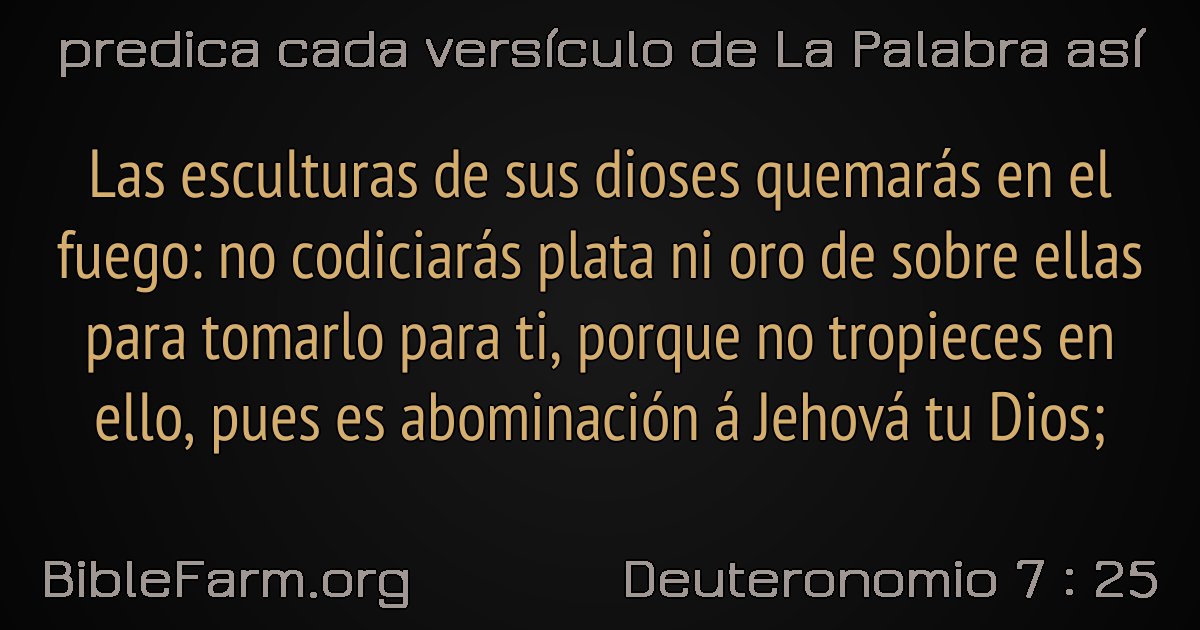 predica cada versículo de La Palabra así
Las esculturas de sus dioses quemarás en el
fuego: no codiciarás plata ni oro de sobre ellas
para tomarlo para ti, porque no tropieces en
ello, pues es abominación á Jehová tu Dios;
BibleFarm.org
Deuteronomio 7 : 25